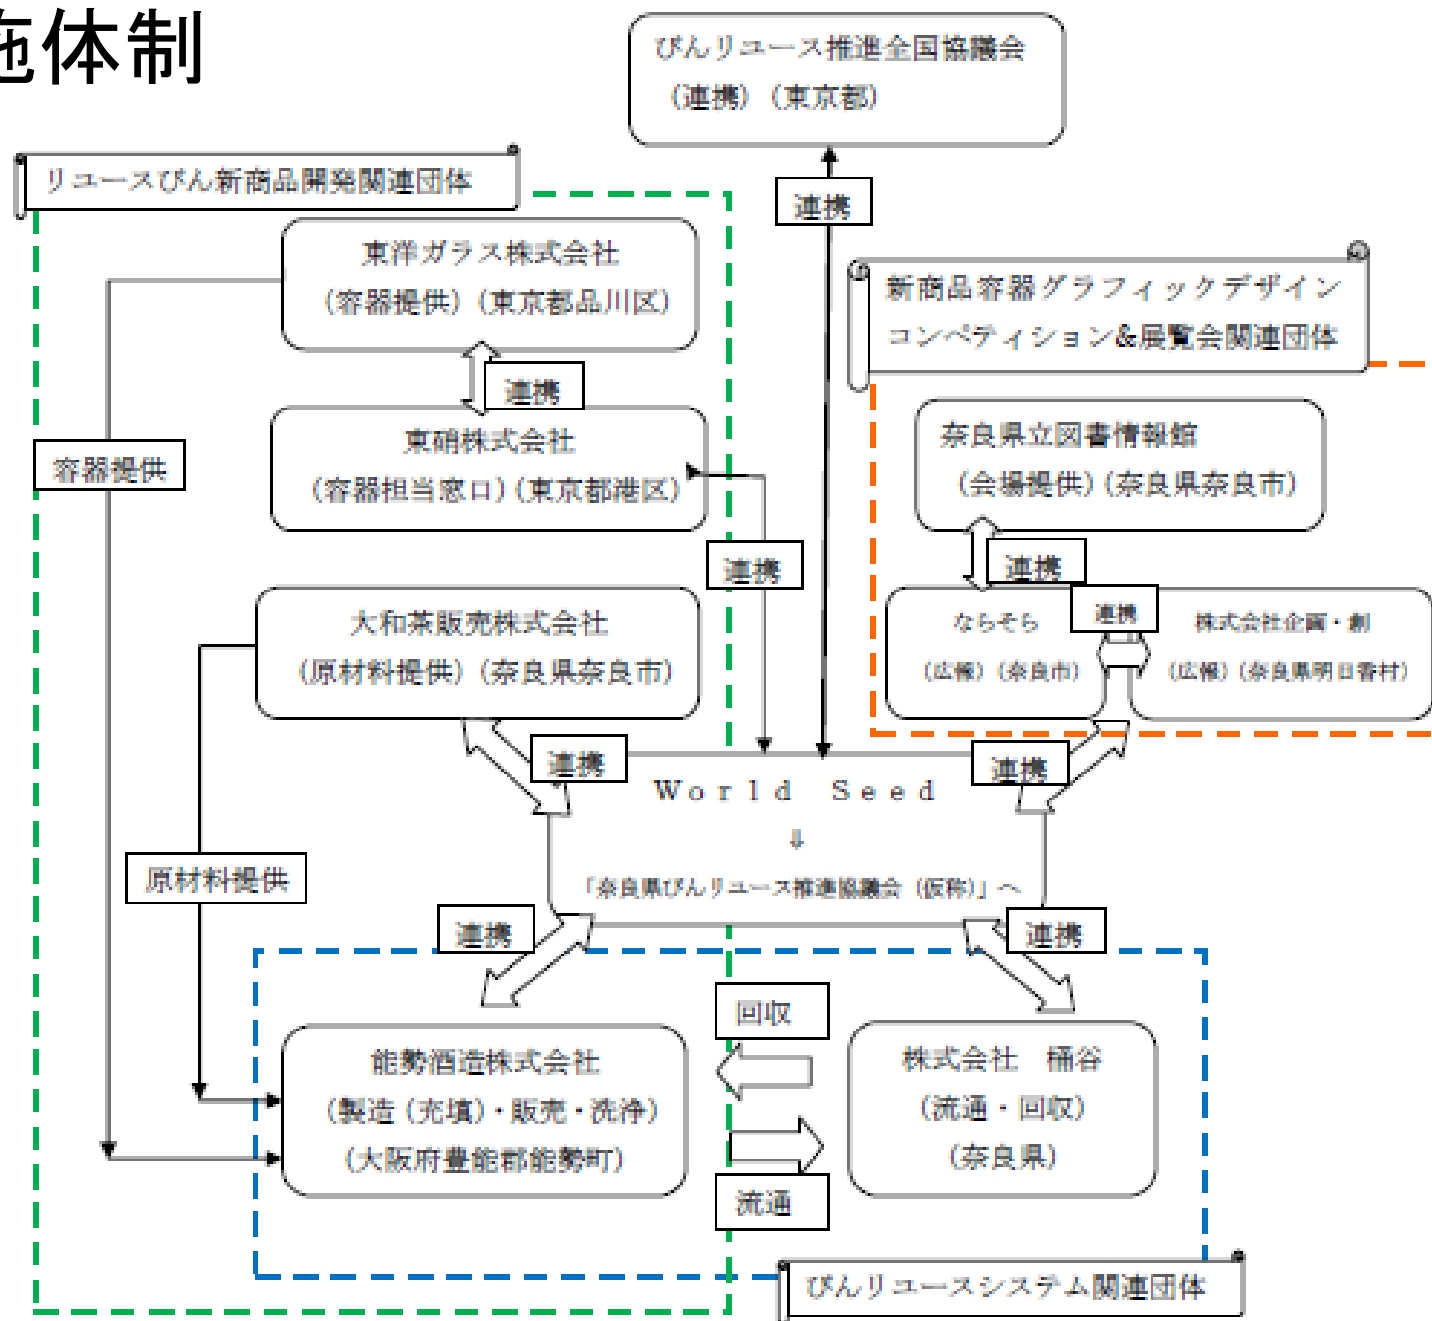 施体制
びんリユース推進全国協議会
(連携)(東京都)
連携
リユースびん新商品開発関連団体
東洋ガラス株式会社
(容器提供)(東京都品川区)
連携
東硝株式会社
(容器担当窓口)(東京都港区)
容器提供
連携
大和茶販売株式会社
(原材料提供)(奈良県奈良市)
原材料提供
新商品容器グラフィックデザイン
コンペティション&展覧会関連団体
奈良県立図書情報館
(会場提供)(奈良県奈良市)
連携
ならそら
(広報)(奈良市)
連携
株式会社企画・創
(広報)(奈良県明日香村)
連携
連携
World Seed
⇓
「奈良県びんリユース推進協議会(仮称)」へ
連携
連携
能勢酒造株式会社
(製造(充填)・販売・洗浄)
(大阪府豊能郡能勢町)
回収
流通
株式会社 桶谷
(流通・回収)
(奈良県)
びんリユースシステム関連団体